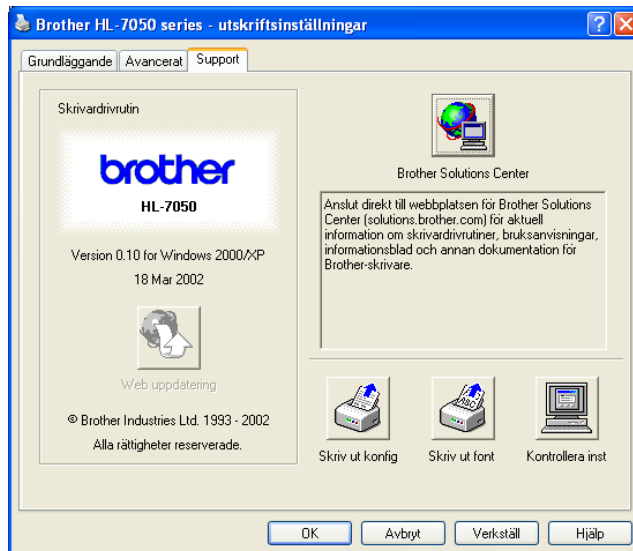 Brother HL-7050 series - utskriftsinställningar
Grundläggande Avancerat Support
Skrivardrivrutin
brother
HL-7050
Version 0.10 for Windows 2000/XP
18 Mar 2002
Web uppdatering
© Brother Industries Ltd. 1993 - 2002
Alla rättigheter reserverade.
Brother Solutions Center
Anslut direkt till webbplatsen för Brother Solutions
Center (solutions.brother.com) för aktuell
information om skrivardrivrutiner, bruksanvisningar,
informationsblad och annan dokumentation för
Brother-skrivare.
ABC
Skriv ut konfig Skriv ut font Kontrollera inst
OK Avbryt Verkställ Hjälp